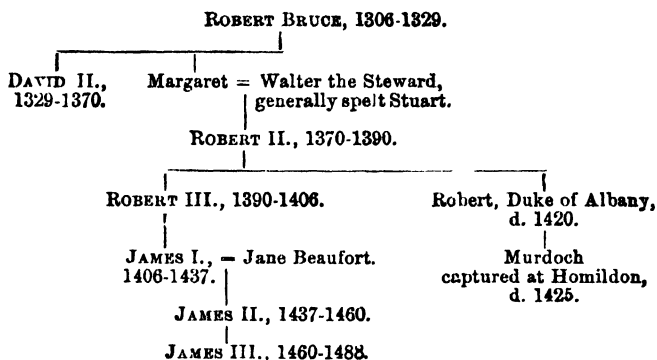 ROBERT BRUCE, 1306-1329.
DAVID II., Margaret = Walter the Steward,
1329-1370. generally spelt Stuart.
ROBERT II., 1370-1390.
ROBERT III., 1390-1406. Robert, Duke of Albany,
d. 1420.
JAMES I., = Jane Beaufort. Murdoch
1406-1437. captured at Homildon,
d. 1425.
JAMES II., 1437-1460.
JAMES III., 1460-1488.